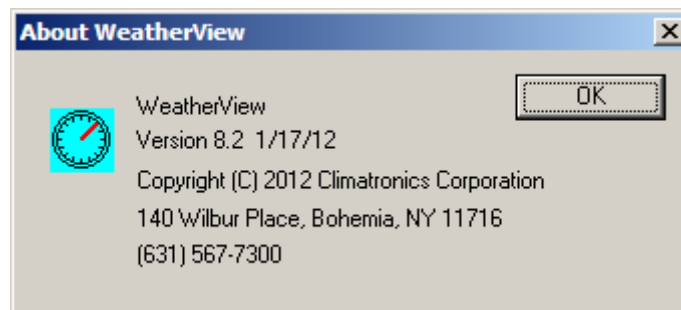 About WeatherView
OK
WeatherView
Version 8.2 1/17/12
Copyright (C) 2012 Climatronics Corporation
140 Wilbur Place, Bohemia, NY 11716
(631) 567-7300